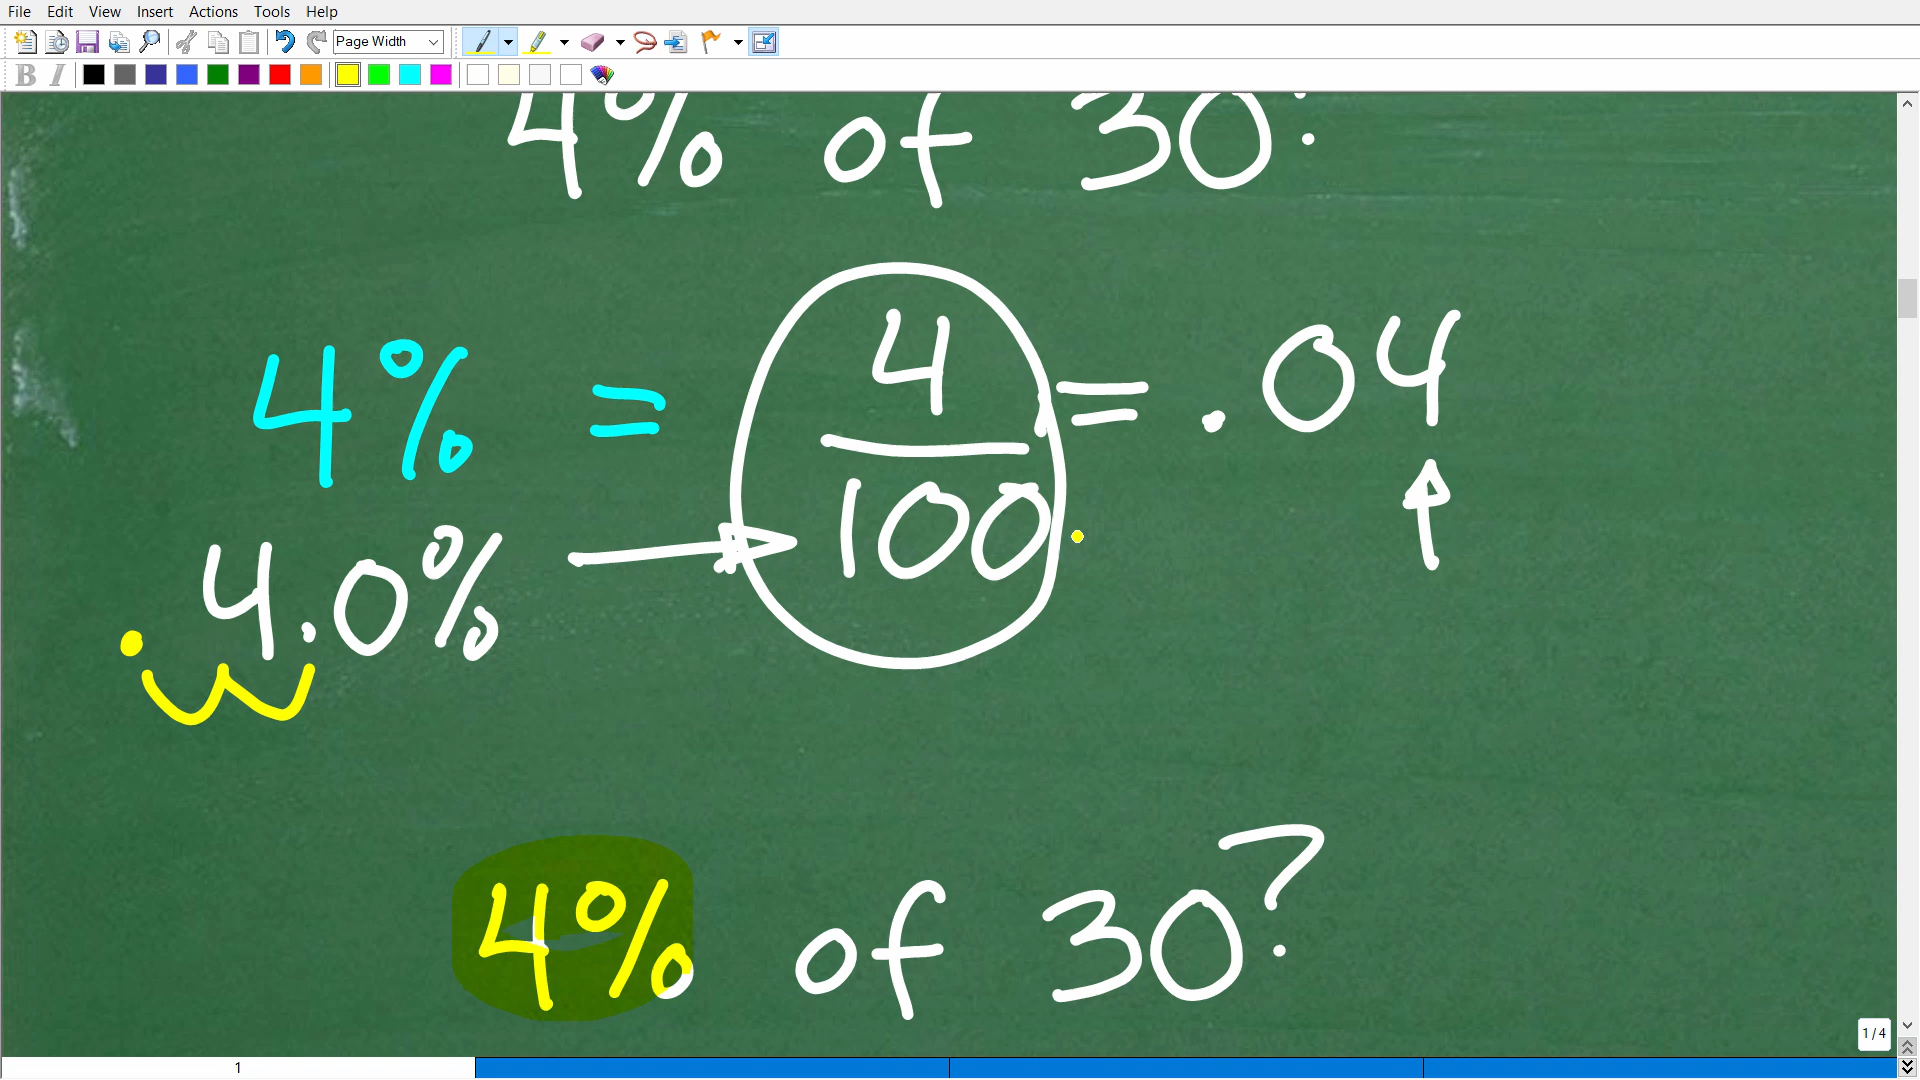 File Edit View Insert Actions Tools Help
Page Width
B I
4% of 30?
4% = 4/100 = .04
4.0%
4% of 30?
1 / 4
1